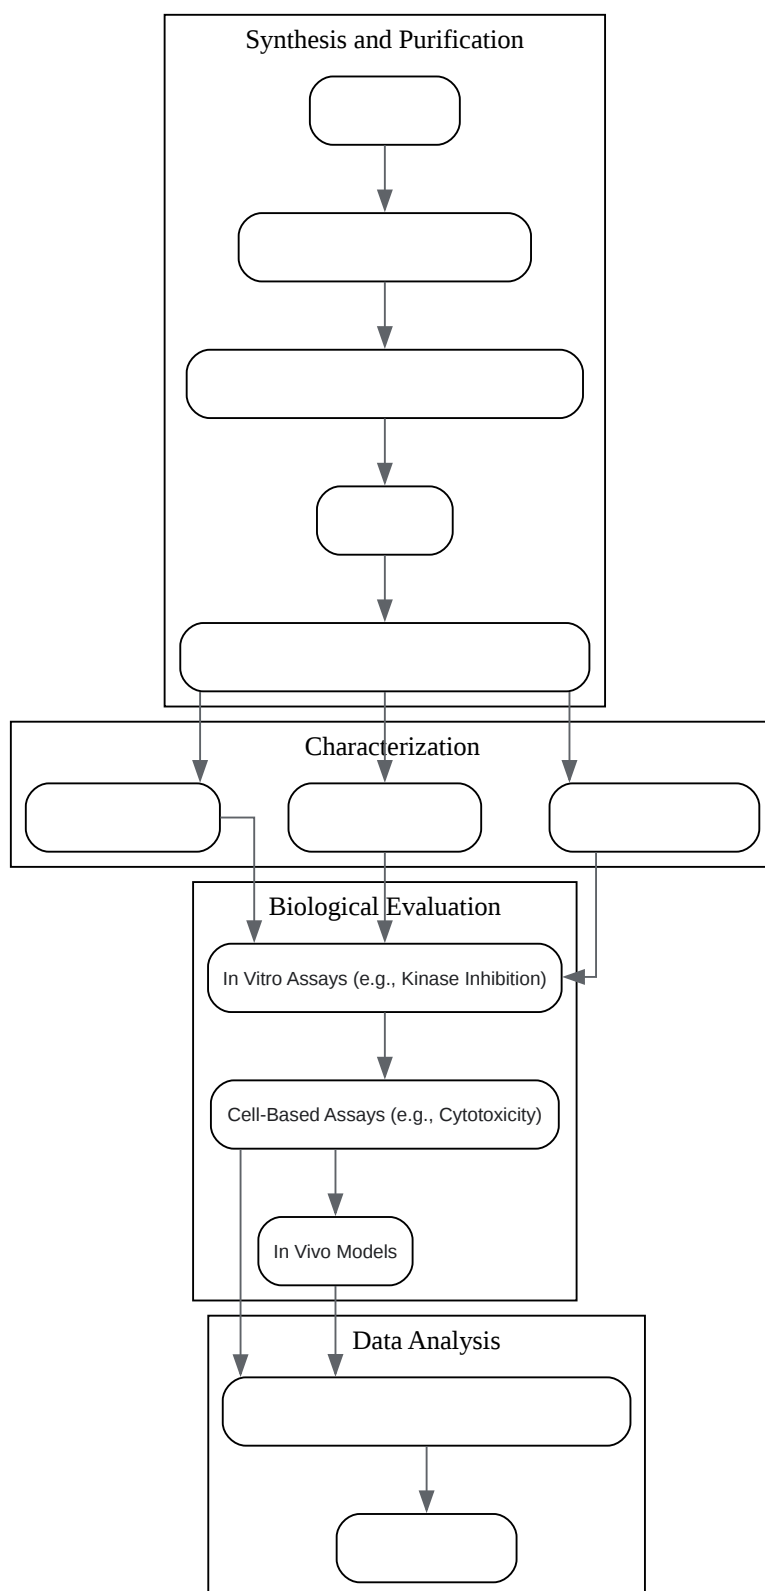 Synthesis and Purification
Characterization
Biological Evaluation
In Vitro Assays (e.g., Kinase Inhibition)
Cell-Based Assays (e.g., Cytotoxicity)
In Vivo Models
Data Analysis